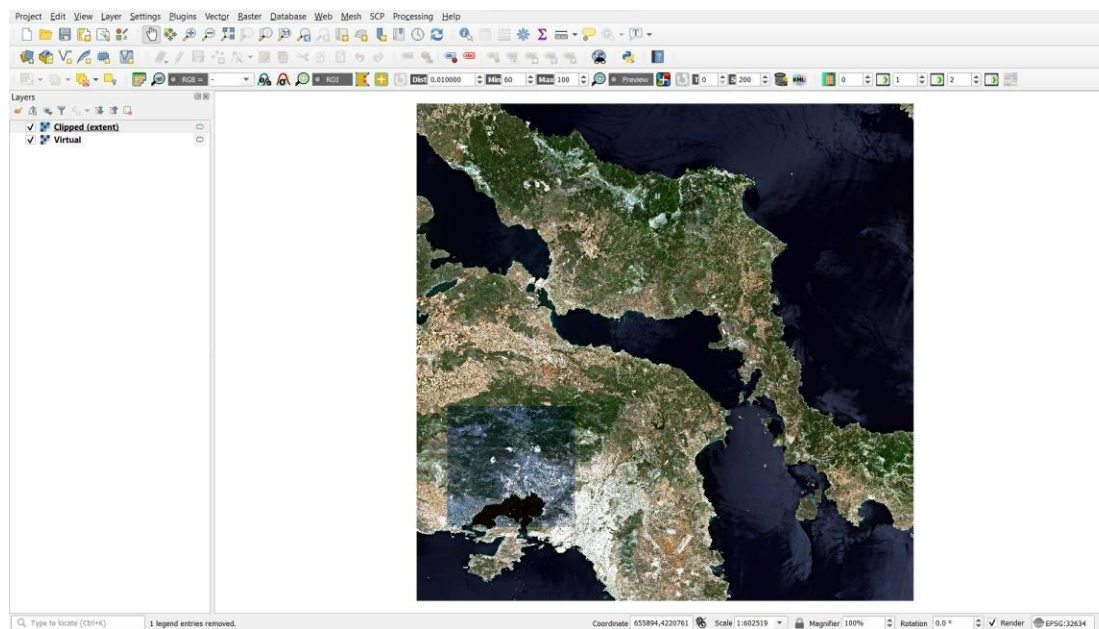 Project Edit View Layer Settings Plugins Vector Raster Database Web Mesh SCP Processing Help
RGB = - ROI Dist 0.010000 Min 60 Max 100 Preview T 0 S 200 KML 0 1 2
Layers
Clipped (extent)
Virtual
Type to locate (Ctrl+K) 1 legend entries removed. Coordinate 655894,4220761 Scale 1:602519 Magnifier 100% Rotation 0.0 ° Render EPSG:32634